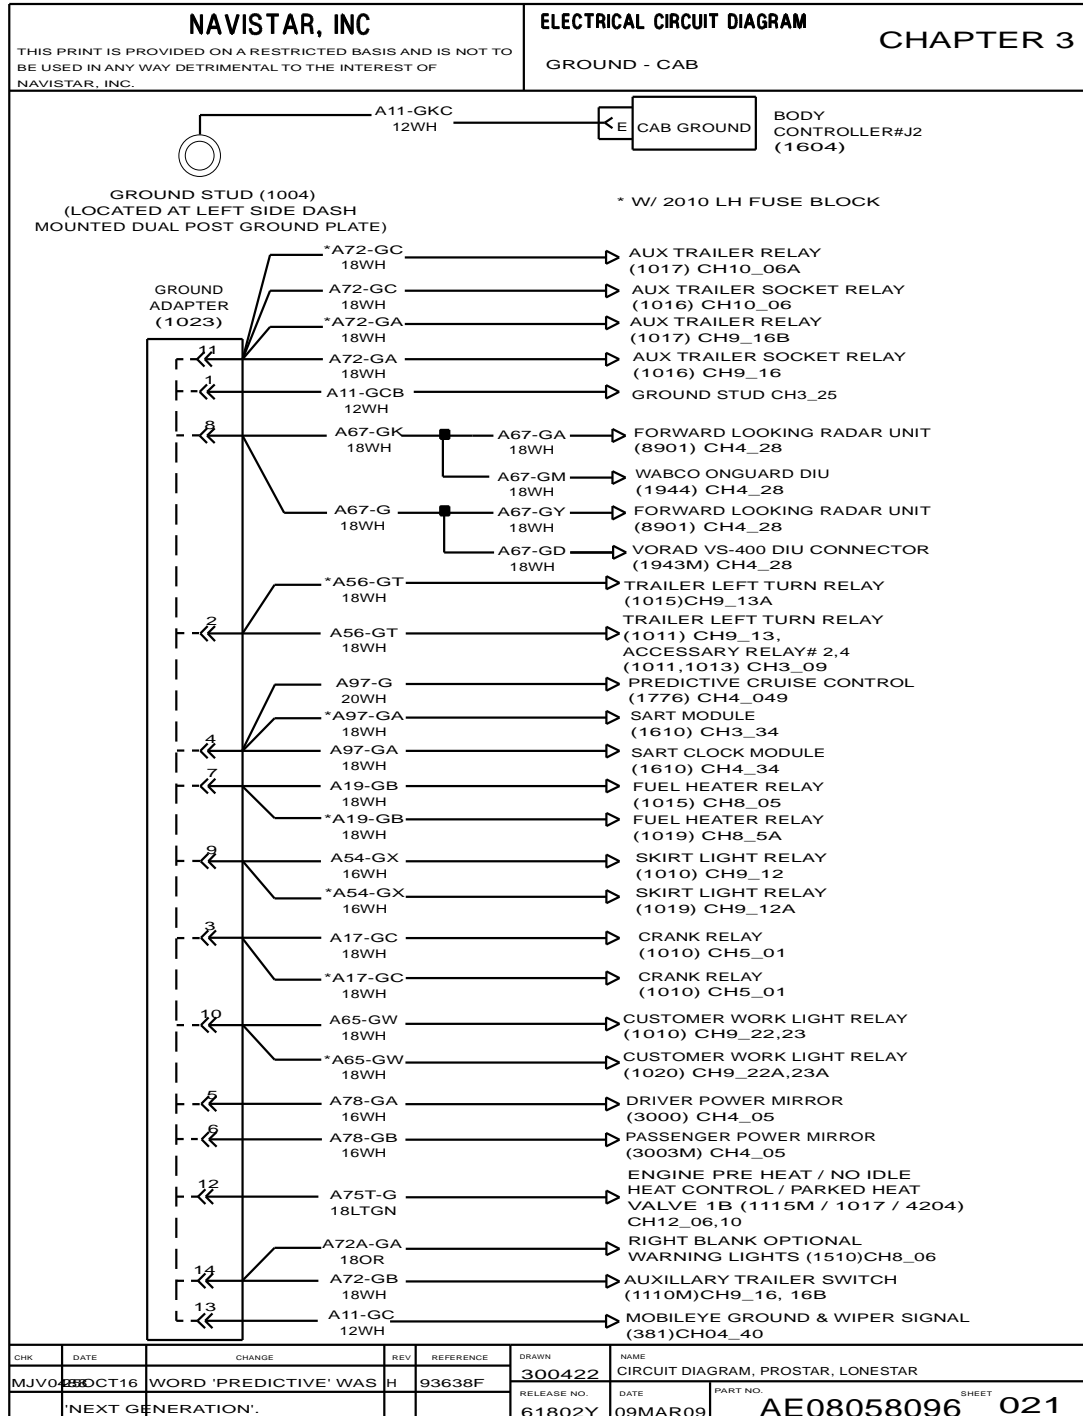 NAVISTAR, INC
THIS PRINT IS PROVIDED ON A RESTRICTED BASIS AND IS NOT TO
BE USED IN ANY WAY DETRIMENTAL TO THE INTEREST OF
NAVISTAR, INC.
ELECTRICAL CIRCUIT DIAGRAM
GROUND - CAB
CHAPTER 3
A11-GKC
12WH
E
CAB GROUND
BODY
CONTROLLER#J2
(1604)
GROUND STUD (1004)
(LOCATED AT LEFT SIDE DASH
MOUNTED DUAL POST GROUND PLATE)
* W/ 2010 LH FUSE BLOCK
GROUND
ADAPTER
(1023)
*A72-GC
18WH
AUX TRAILER RELAY
(1017) CH10_06A
A72-GC
18WH
AUX TRAILER SOCKET RELAY
(1016) CH10_06
*A72-GA
18WH
AUX TRAILER RELAY
(1017) CH9_16B
11
A72-GA
18WH
AUX TRAILER SOCKET RELAY
(1016) CH9_16
1
A11-GCB
12WH
GROUND STUD CH3_25
8
A67-GK
18WH
A67-GA
18WH
FORWARD LOOKING RADAR UNIT
(8901) CH4_28
A67-GM
18WH
WABCO ONGUARD DIU
(1944) CH4_28
A67-G
18WH
A67-GY
18WH
FORWARD LOOKING RADAR UNIT
(8901) CH4_28
A67-GD
18WH
VORAD VS-400 DIU CONNECTOR
(1943M) CH4_28
*A56-GT
18WH
TRAILER LEFT TURN RELAY
(1015)CH9_13A
2
A56-GT
18WH
TRAILER LEFT TURN RELAY
(1011) CH9_13,
ACCESSARY RELAY# 2,4
(1011,1013) CH3_09
A97-G
20WH
PREDICTIVE CRUISE CONTROL
(1776) CH4_049
*A97-GA
18WH
SART MODULE
(1610) CH3_34
4
A97-GA
18WH
SART CLOCK MODULE
(1610) CH4_34
7
A19-GB
18WH
FUEL HEATER RELAY
(1015) CH8_05
*A19-GB
18WH
FUEL HEATER RELAY
(1019) CH8_5A
9
A54-GX
16WH
SKIRT LIGHT RELAY
(1010) CH9_12
*A54-GX
16WH
SKIRT LIGHT RELAY
(1019) CH9_12A
3
A17-GC
18WH
CRANK RELAY
(1010) CH5_01
*A17-GC
18WH
CRANK RELAY
(1010) CH5_01
10
A65-GW
18WH
CUSTOMER WORK LIGHT RELAY
(1010) CH9_22,23
*A65-GW
18WH
CUSTOMER WORK LIGHT RELAY
(1020) CH9_22A,23A
5
A78-GA
16WH
DRIVER POWER MIRROR
(3000) CH4_05
6
A78-GB
16WH
PASSENGER POWER MIRROR
(3003M) CH4_05
12
A75T-G
18LTGN
ENGINE PRE HEAT / NO IDLE
HEAT CONTROL / PARKED HEAT
VALVE 1B (1115M / 1017 / 4204)
CH12_06,10
A72A-GA
18OR
RIGHT BLANK OPTIONAL
WARNING LIGHTS (1510)CH8_06
14
A72-GB
18WH
AUXILLARY TRAILER SWITCH
(1110M)CH9_16, 16B
13
A11-GC
12WH
MOBILEYE GROUND & WIPER SIGNAL
(381)CH04_40
CHK DATE CHANGE REV REFERENCE
OCT16 WORD 'PREDICTIVE' WAS H 93638F
'NEXT GENERATION'.
DRAWN
300422
NAME
CIRCUIT DIAGRAM, PROSTAR, LONESTAR
RELEASE NO.
61802Y
DATE
09MAR09
PART NO.
AE08058096
SHEET
021